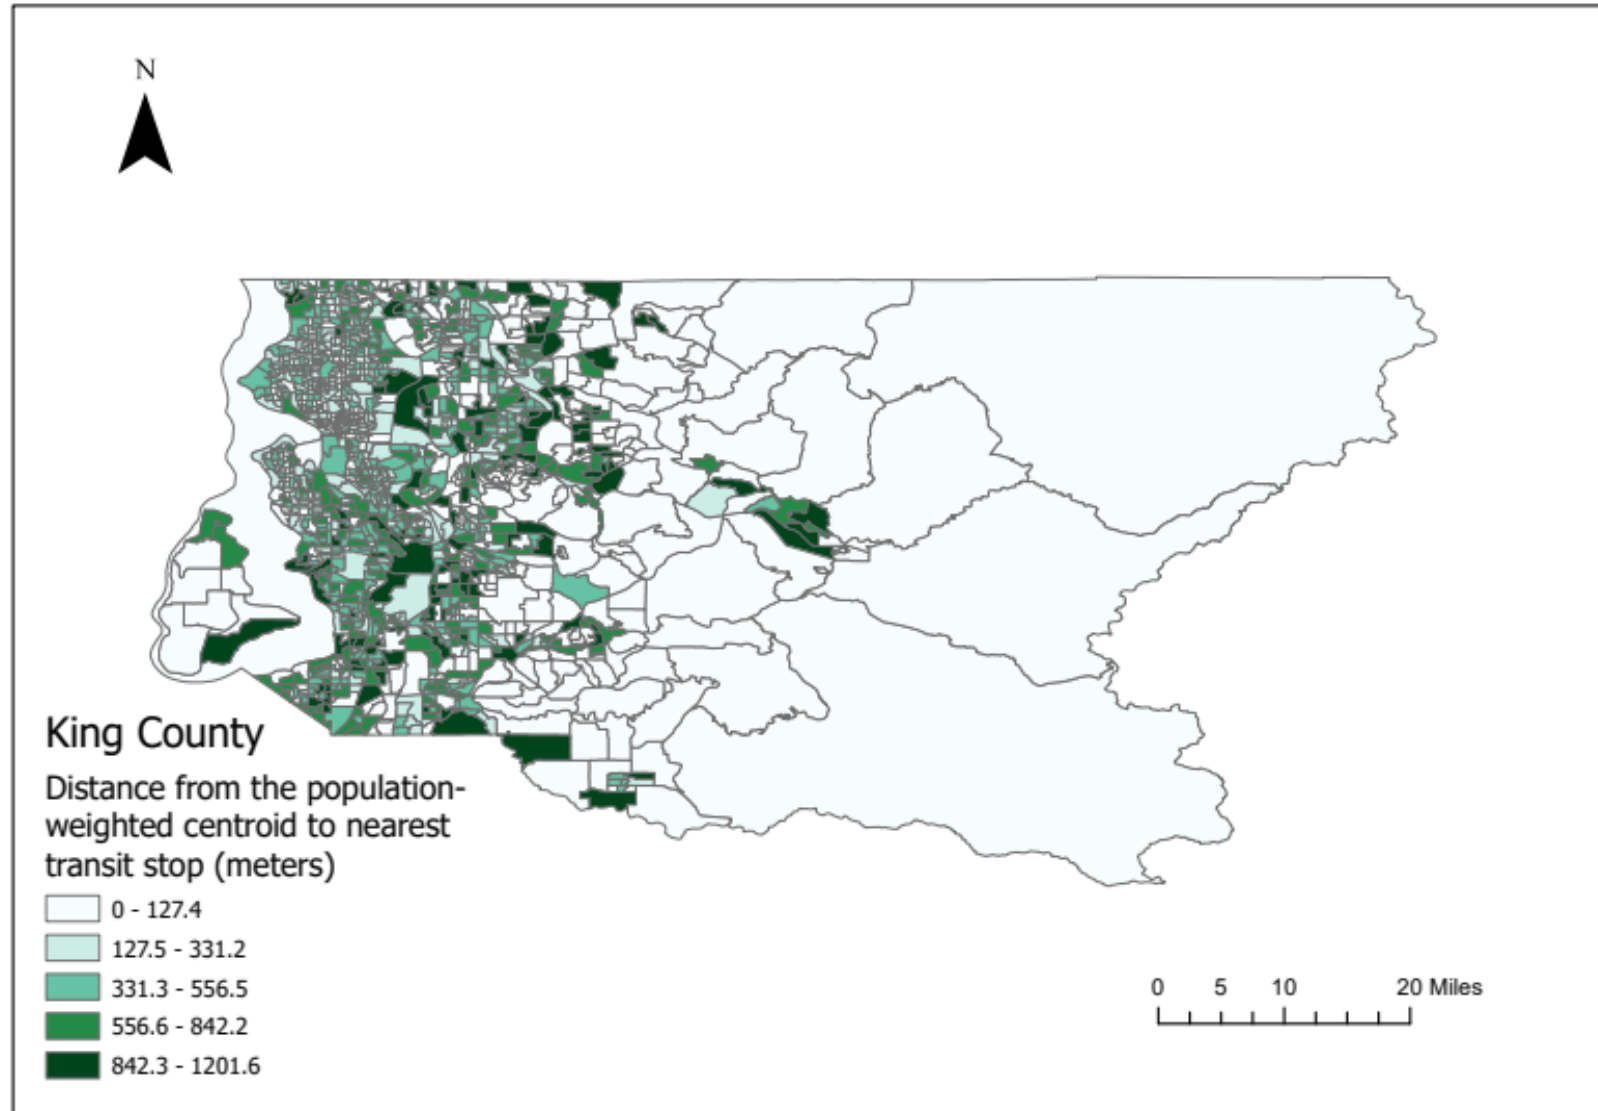 N
King County
Distance from the population-
weighted centroid to nearest
transit stop (meters)
0 - 127.4
127.5 - 331.2
331.3 - 556.5
556.6 - 842.2
842.3 - 1201.6
0 5 10 20 Miles